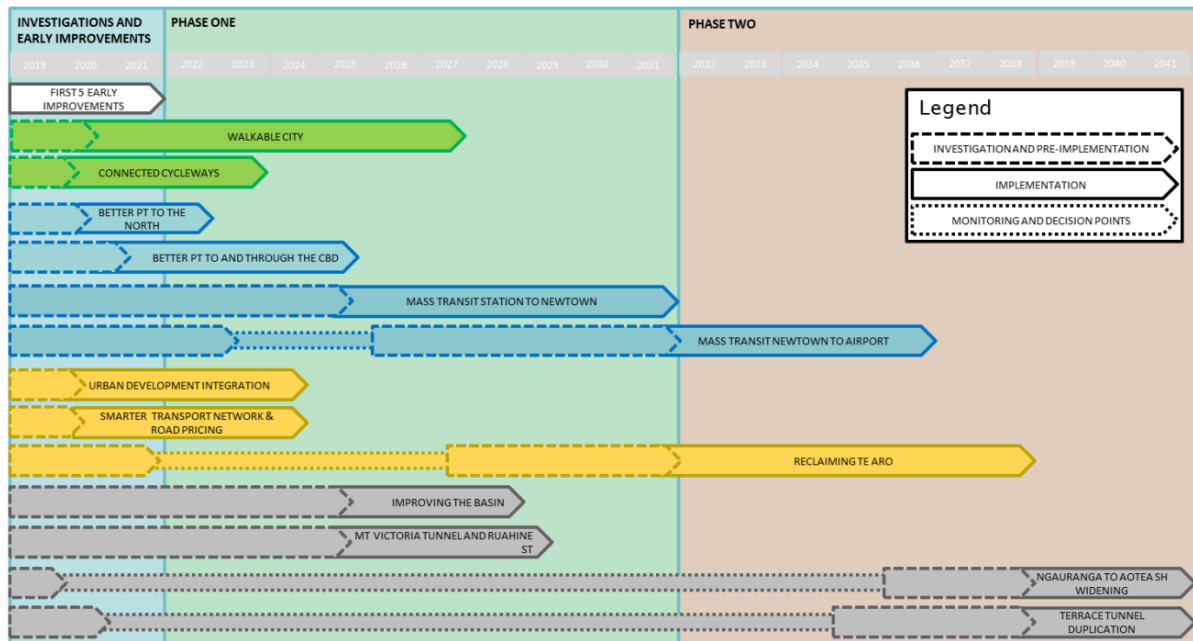 INVESTIGATIONS AND
EARLY IMPROVEMENTS
PHASE ONE
PHASE TWO
2019 2020 2021 2022 2023 2024 2025 2026 2027 2028 2029 2030 2031 2032 2033 2034 2035 2036 2037 2038 2039 2040 2041
FIRST 5 EARLY
IMPROVEMENTS
Legend
INVESTIGATION AND PRE-IMPLEMENTATION
IMPLEMENTATION
MONITORING AND DECISION POINTS
WALKABLE CITY
CONNECTED CYCLEWAYS
BETTER PT TO THE
NORTH
BETTER PT TO AND THROUGH THE CBD
MASS TRANSIT STATION TO NEWTOWN
MASS TRANSIT NEWTOWN TO AIRPORT
URBAN DEVELOPMENT INTEGRATION
SMARTER TRANSPORT NETWORK &
ROAD PRICING
RECLAIMING TE ARO
IMPROVING THE BASIN
MT VICTORIA TUNNEL AND RUAHINE
ST
NGAURANGA TO AOTEA SH
WIDENING
TERRACE TUNNEL
DUPLICATION